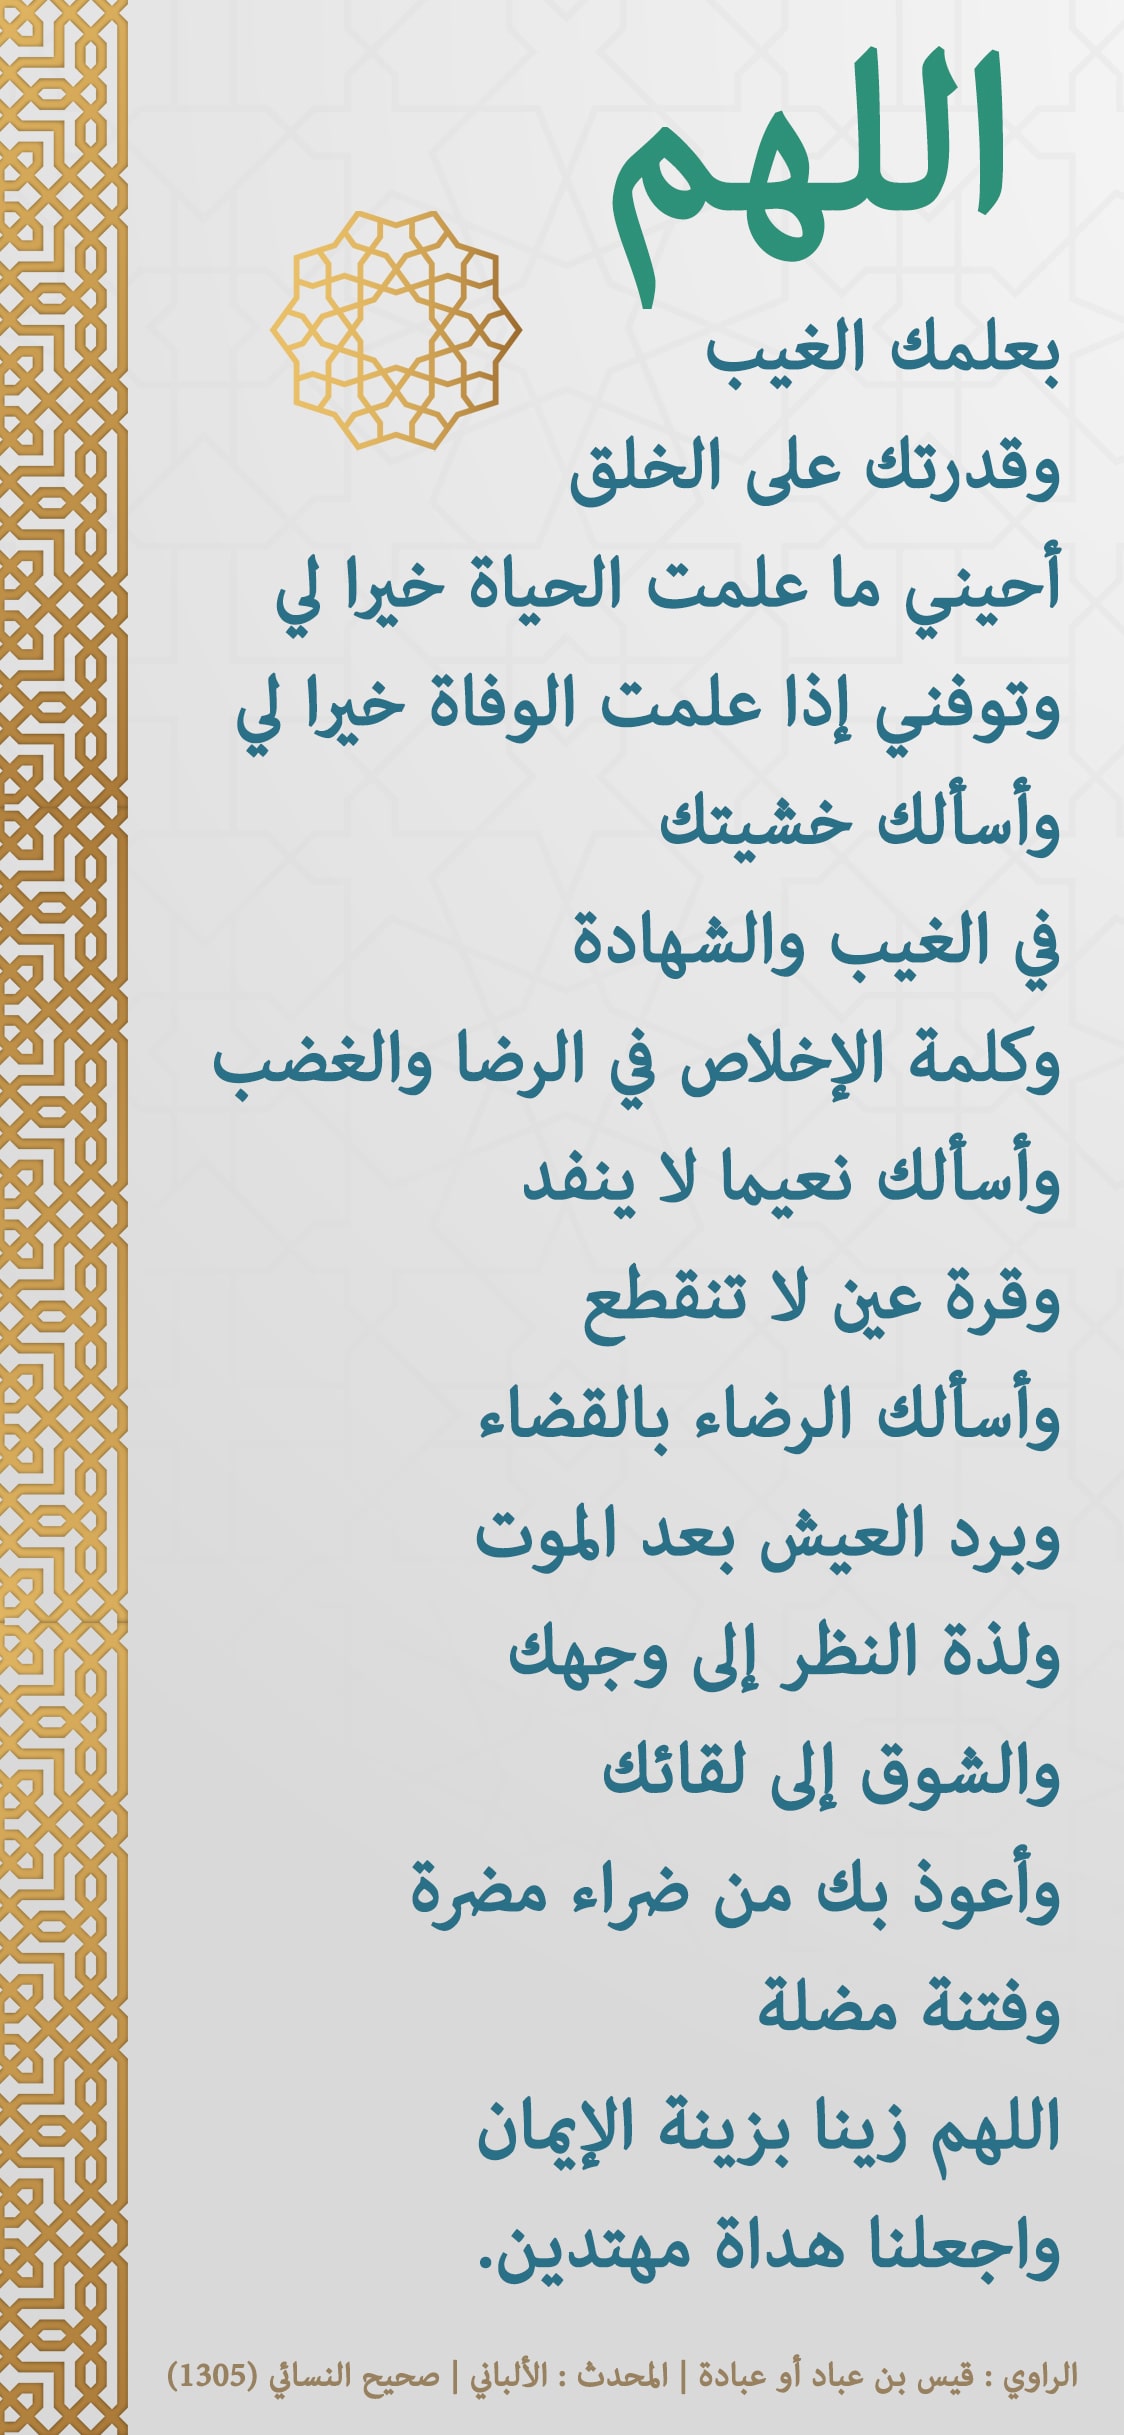 اللهم
بعلمك الغيب
وقدرتك على الخلق
أحيني ما علمت الحياة خيرا لي
وتوفني إذا علمت الوفاة خيرا لي
وأسألك خشيتك
في الغيب والشهادة
وكلمة الإخلاص في الرضا والغضب
وأسألك نعيما لا ينفد
وقرة عين لا تنقطع
وأسألك الرضاء بالقضاء
وبرد العيش بعد الموت
ولذة النظر إلى وجهك
والشوق إلى لقائك
وأعوذ بك من ضراء مضرة
وفتنة مضلة
اللهم زينا بزينة الإيمان
واجعلنا هداة مهتدين.
الراوي : قيس بن عباد أو عبادة | المحدث : الألباني | صحيح النسائي (1305)